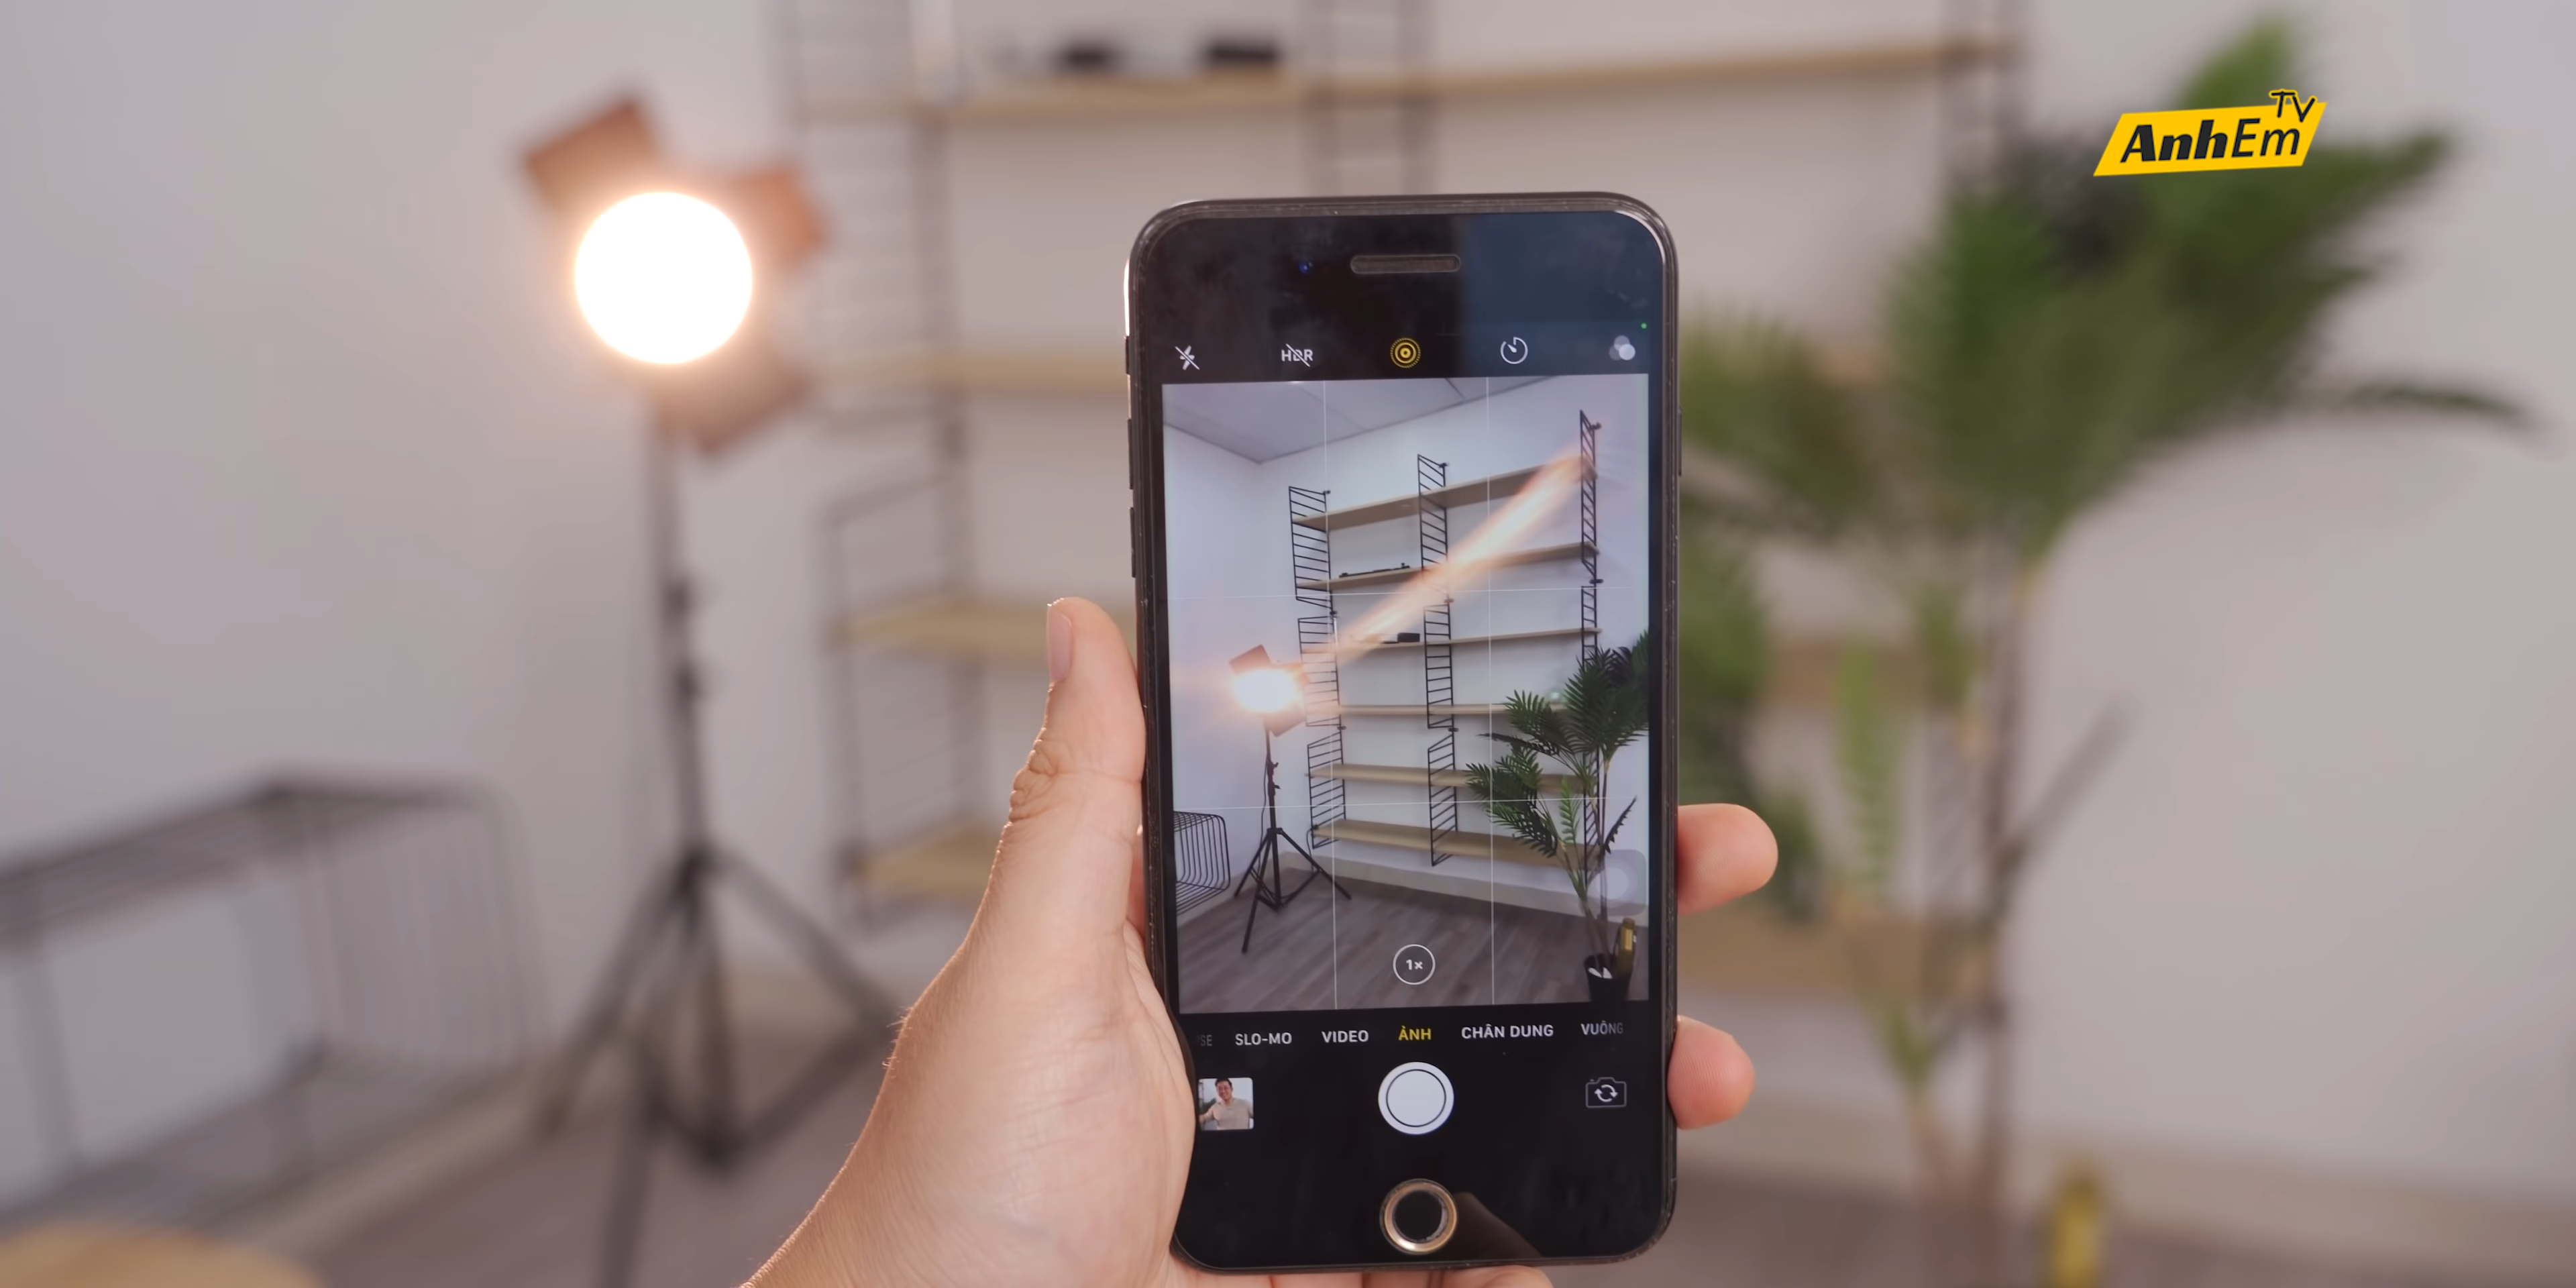 AnhEm TV
HDR
1×
SLO-MO VIDEO ẢNH CHÂN DUNG VUÔNG